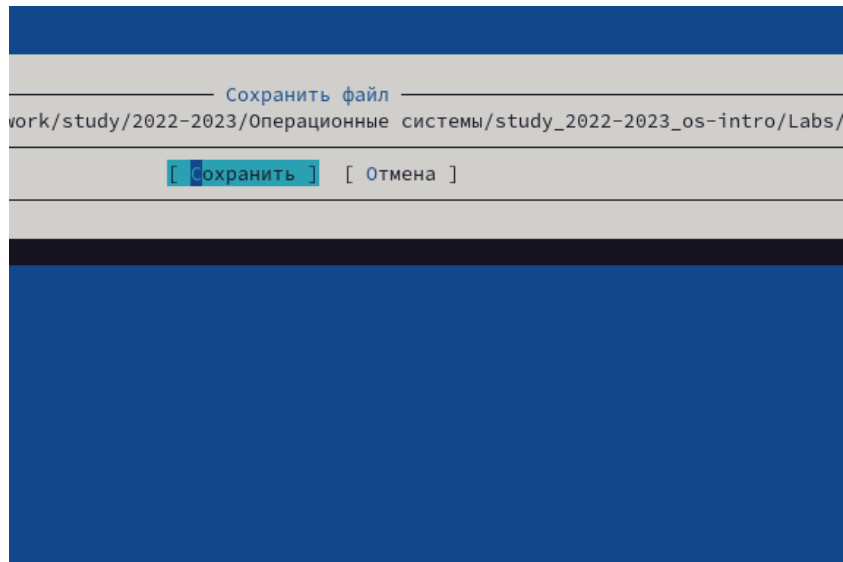 Сохранить файл
work/study/2022-2023/Операционные системы/study_2022-2023_os-intro/Labs/
[ Сохранить ] [ Отмена ]